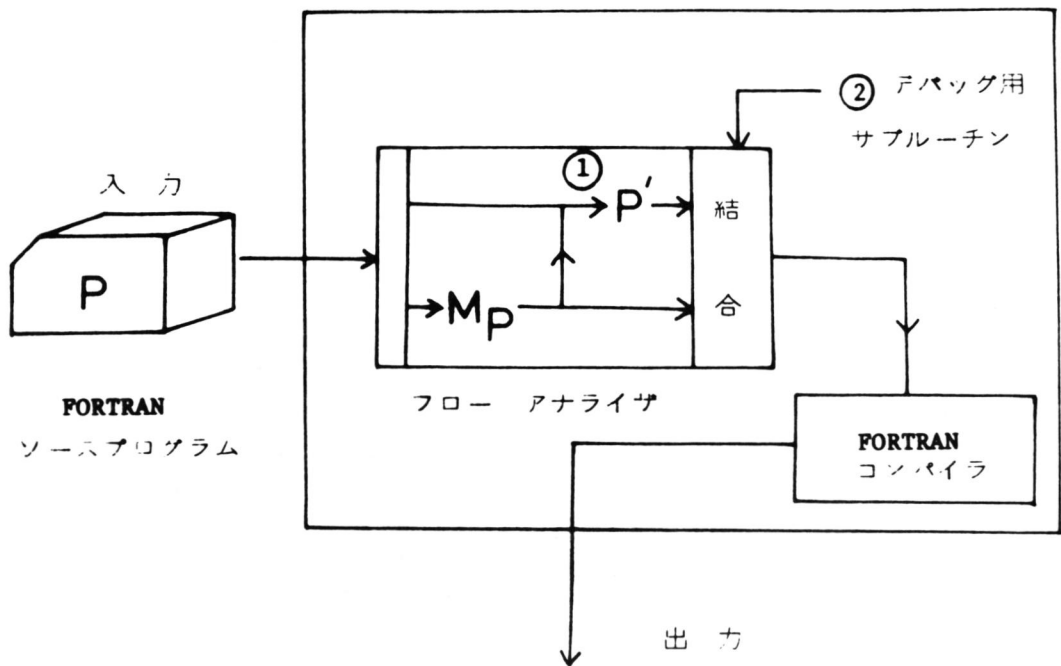 ② デバッグ用
サブルーチン
入 力
P
FORTRAN
ソースプログラム
① P'
Mp
結
合
フロー アナライザ
FORTRAN
コンパイラ
出 力